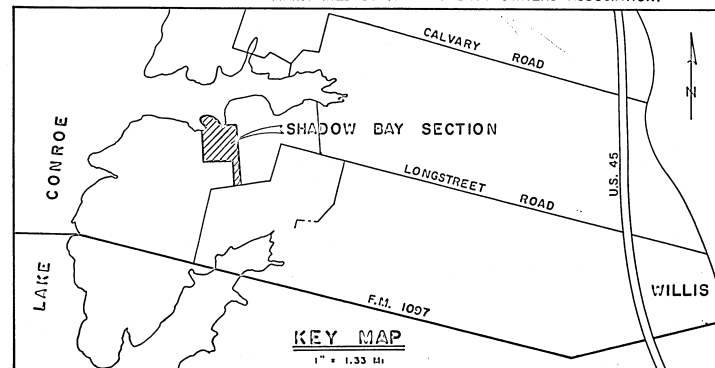 CALVARY ROAD
N
SHADOW BAY SECTION
CONROE
LONGSTREET ROAD
U.S. 45
LAKE
WILLIS
F.M. 1097
KEY MAP
1" = 1.33 Mi